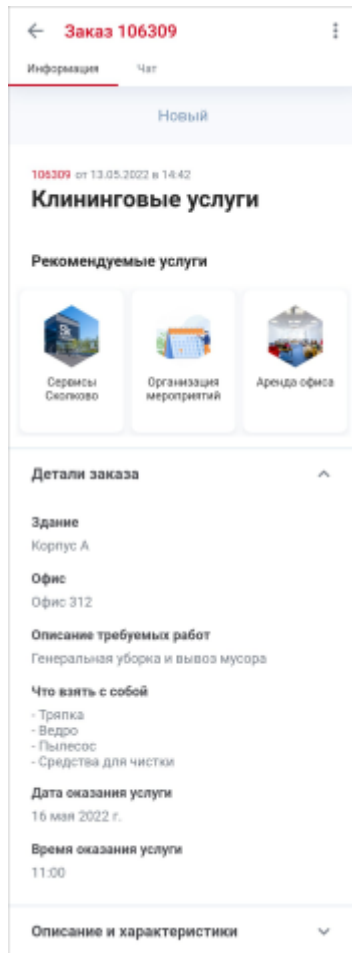 Заказ 106309
Информация Чат
Новый
106309 от 13.05.2022 в 14:42
Клининговые услуги
Рекомендуемые услуги
Сервисы Сколково
Организация мероприятий
Аренда офиса
Детали заказа
Здание
Корпус А
Офис
Офис 312
Описание требуемых работ
Генеральная уборка и вывоз мусора
Что взять с собой
- Тряпка
- Ведро
- Пылесос
- Средства для чистки
Дата оказания услуги
16 мая 2022 г.
Время оказания услуги
11:00
Описание и характеристики